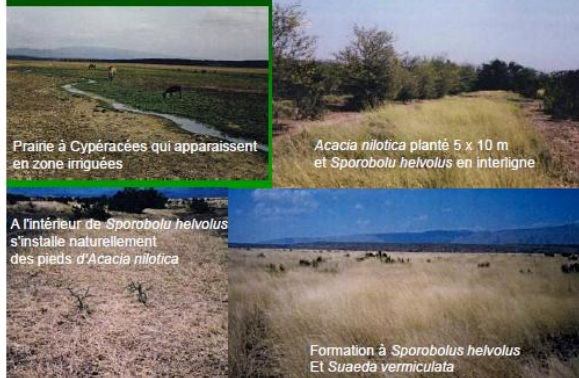 Prairie à Cypéracées qui apparaissent
en zone irriguées
Acacia nilotica planté 5 x 10 m
et Sporobolu helvolus en interligne
A l'intérieur de Sporobolu helvolus
s'installe naturellement
des pieds d'Acacia nilotica
Formation à Sporobolus helvolus
Et Suaeda vermiculata